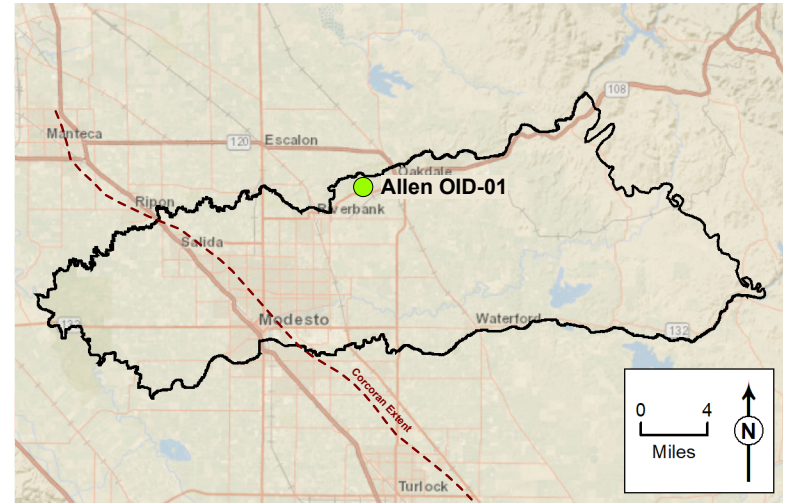 108
Manteca
120
Escalon
Oakdale
Allen OID-01
Ripon
Riverbank
Salida
132
Modesto
Waterford
132
Corcoran Extent
0 4
Miles
N
Turlock